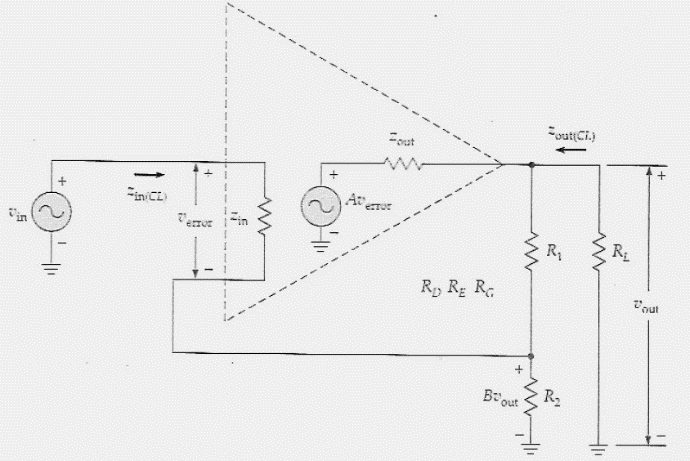 z_out
z_out(CL)
+
z_in(CL)
+
v_in
−
+
v_error
−
z_in
+
Av_error
−
R_1
R_L
+
v_out
−
R_D R_E R_G
+
Bv_out
−
R_2